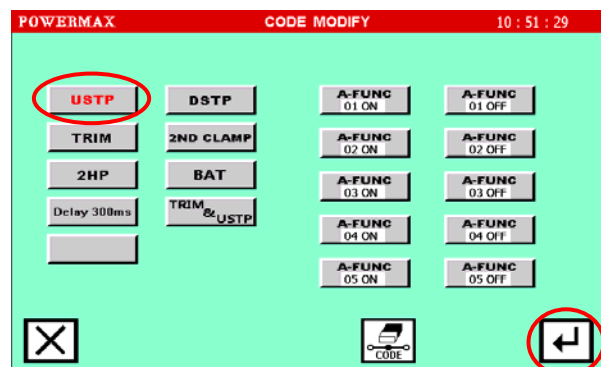 POWERMAX CODE MODIFY 10 : 51 : 29
USTP DSTP A-FUNC 01 ON A-FUNC 01 OFF
TRIM 2ND CLAMP A-FUNC 02 ON A-FUNC 02 OFF
2HP BAT A-FUNC 03 ON A-FUNC 03 OFF
Delay 300ms TRIM & USTP A-FUNC 04 ON A-FUNC 04 OFF
A-FUNC 05 ON A-FUNC 05 OFF
CODE